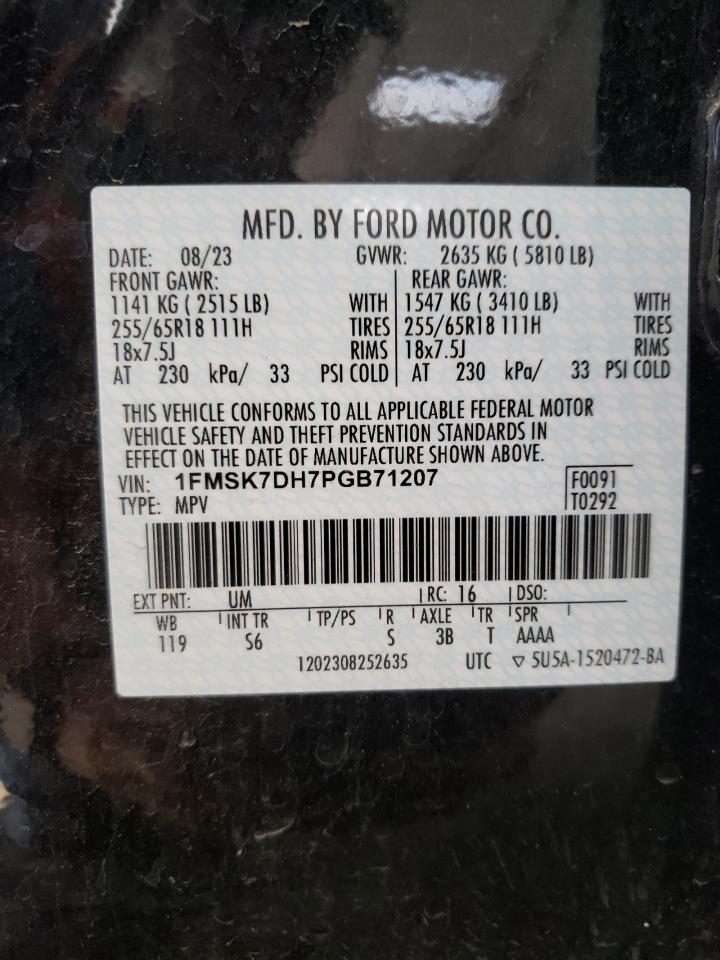 MFD. BY FORD MOTOR CO.
DATE: 08/23 GVWR: 2635 KG ( 5810 LB)
FRONT GAWR: REAR GAWR:
1141 KG ( 2515 LB) WITH 1547 KG ( 3410 LB) WITH
255/65R18 111H TIRES 255/65R18 111H TIRES
18x7.5J RIMS 18x7.5J RIMS
AT 230 kPa/ 33 PSI COLD AT 230 kPa/ 33 PSI COLD
THIS VEHICLE CONFORMS TO ALL APPLICABLE FEDERAL MOTOR
VEHICLE SAFETY AND THEFT PREVENTION STANDARDS IN
EFFECT ON THE DATE OF MANUFACTURE SHOWN ABOVE.
VIN: 1FMSK7DH7PGB71207 F0091
TYPE: MPV T0292
EXT PNT: UM RC: 16 DSO:
WB INT TR TP/PS R AXLE TR SPR
119 S6 S 3B T AAAA
1202308252635 UTC ▽ 5U5A-1520472-BA